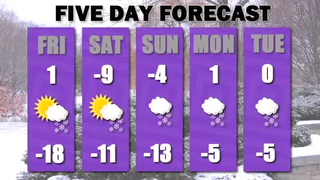 FIVE DAY FORECAST
FRI SAT SUN MON TUE
1 -9 -4 1 0
-18 -11 -13 -5 -5